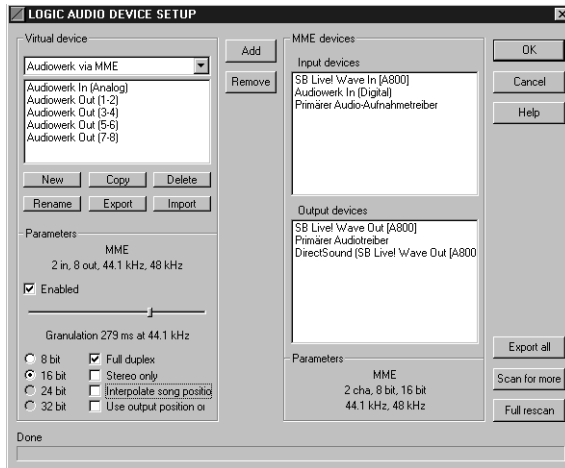 LOGIC AUDIO DEVICE SETUP
Virtual device
Audiowerk via MME
Audiowerk In (Analog)
Audiowerk Out (1-2)
Audiowerk Out (3-4)
Audiowerk Out (5-6)
Audiowerk Out (7-8)
New Copy Delete
Rename Export Import
Parameters
MME
2 in, 8 out, 44.1 kHz, 48 kHz
Enabled
Granulation 279 ms at 44.1 kHz
8 bit Full duplex
16 bit Stereo only
24 bit Interpolate song positio
32 bit Use output position or
Add
Remove
MME devices
Input devices
SB Live! Wave In [A800]
Audiowerk In (Digital)
Primärer Audio-Aufnahmetreiber
Output devices
SB Live! Wave Out [A800]
Primärer Audiotreiber
DirectSound (SB Live! Wave Out [A800
Parameters
MME
2 cha, 8 bit, 16 bit
44.1 kHz, 48 kHz
OK
Cancel
Help
Export all
Scan for more
Full rescan
Done